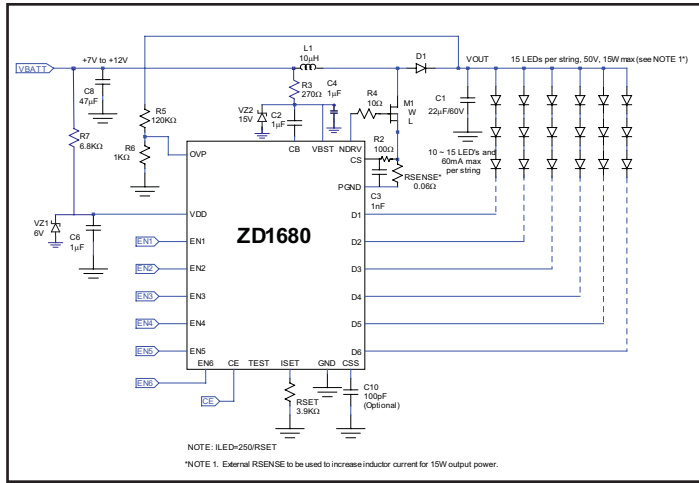 VBATT
+7V to +12V
C8
47µF
L1
10µH
D1
VOUT
15 LEDs per string, 50V, 15W max (see NOTE 1*)
R3
270Ω
C4
1µF
R4
10Ω
M1
W
L
C1
22µF/60V
R5
120KΩ
VZ2
15V
C2
1µF
R7
6.8KΩ
R6
1KΩ
OVP
CB
VBST
NDRV
CS
PGND
R2
100Ω
RSENSE*
0.06Ω
C3
1nF
10 ~ 15 LED's and
60mA max
per string
VZ1
6V
C6
1µF
VDD
ZD1680
D1
D2
D3
D4
D5
D6
EN1
EN1
EN2
EN2
EN3
EN3
EN4
EN4
EN5
EN5
EN6
EN6
CE
CE
TEST
ISET
GND
CSS
RSET
3.9KΩ
C10
100pF
(Optional)
NOTE: ILED=250/RSET
*NOTE 1. External RSENSE to be used to increase inductor current for 15W output power.